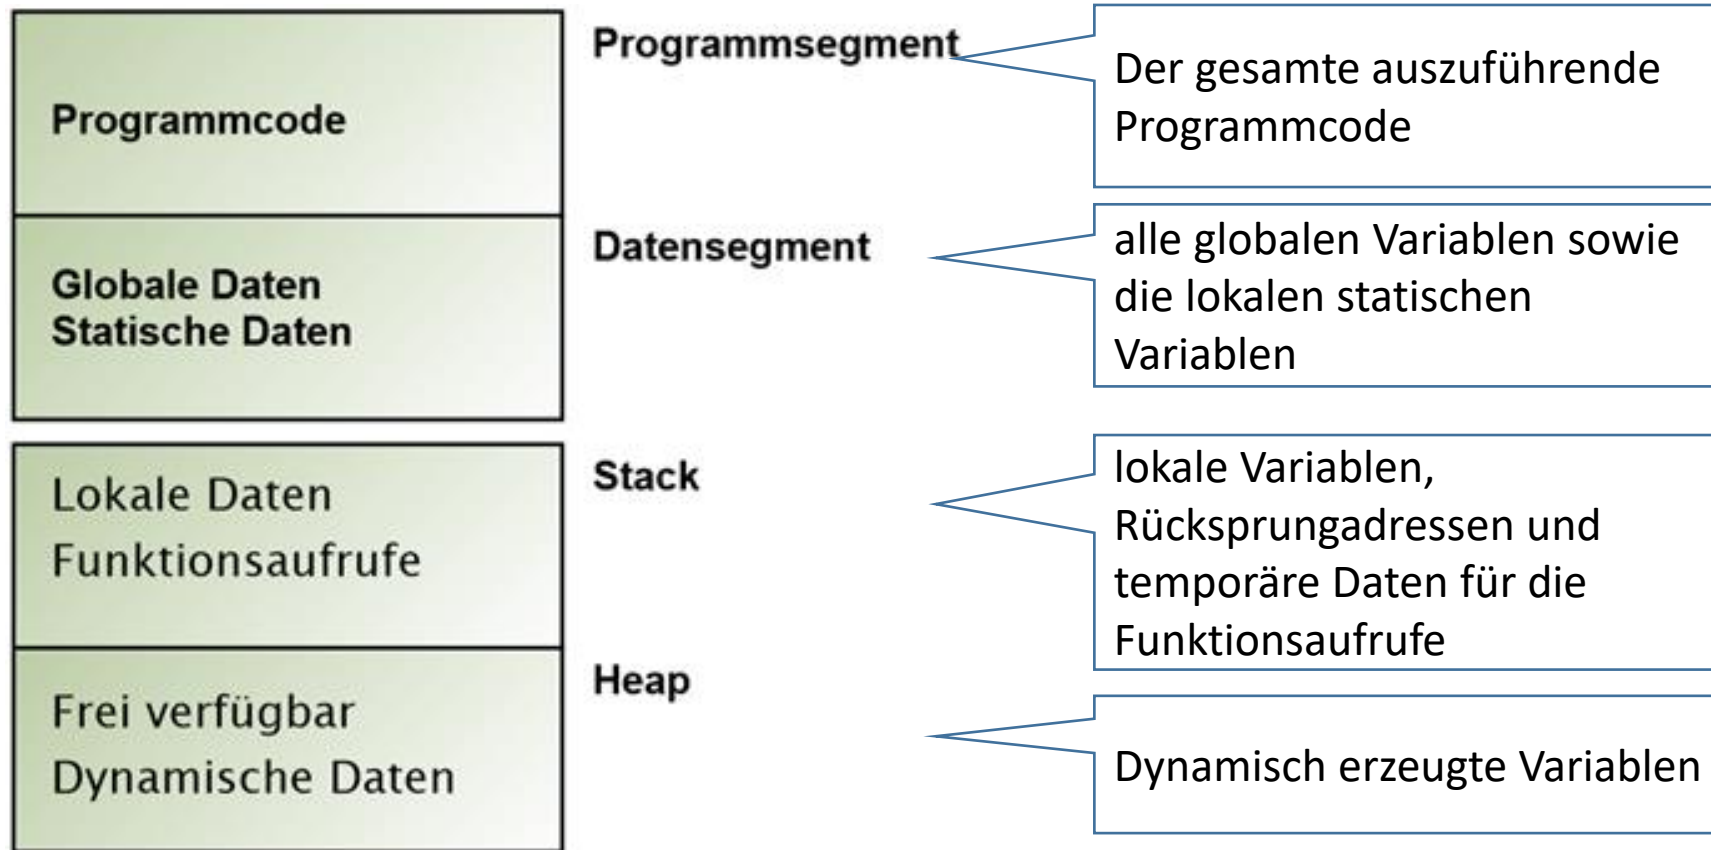 Programmcode
Programmsegment
Der gesamte auszuführende
Programmcode
Globale Daten
Statische Daten
Datensegment
alle globalen Variablen sowie
die lokalen statischen
Variablen
Lokale Daten
Funktionsaufrufe
Stack
lokale Variablen,
Rücksprungadressen und
temporäre Daten für die
Funktionsaufrufe
Frei verfügbar
Dynamische Daten
Heap
Dynamisch erzeugte Variablen